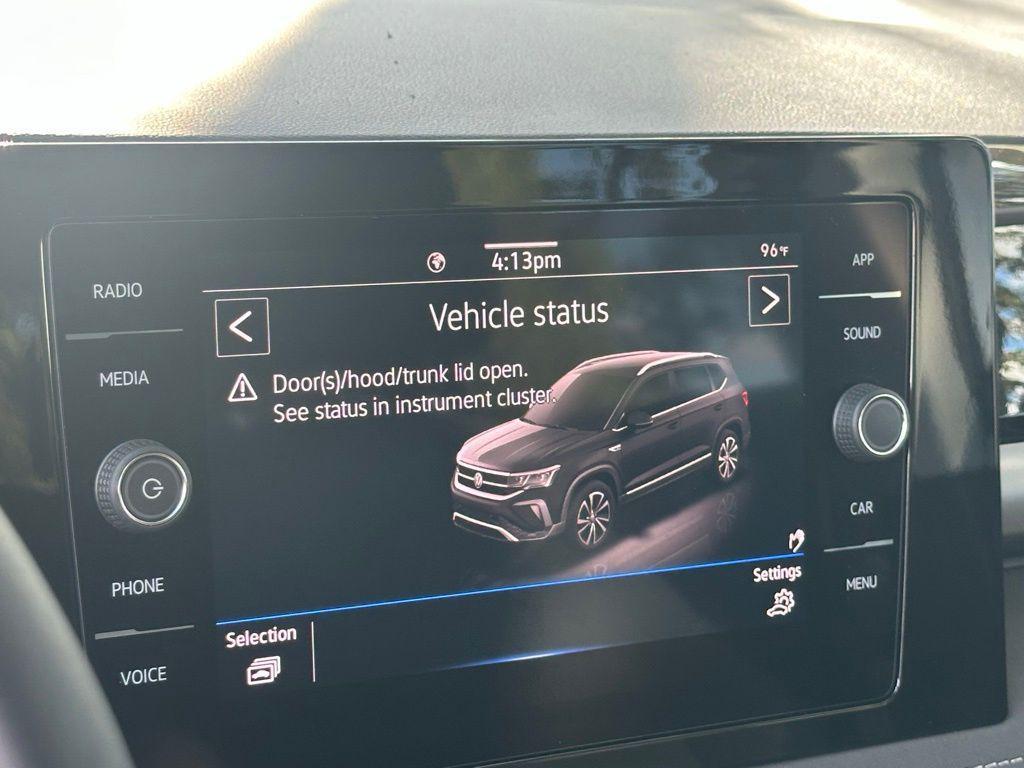 4:13pm
96°F
Vehicle status
Door(s)/hood/trunk lid open.
See status in instrument cluster.
Selection
Settings
RADIO
MEDIA
PHONE
VOICE
APP
SOUND
CAR
MENU